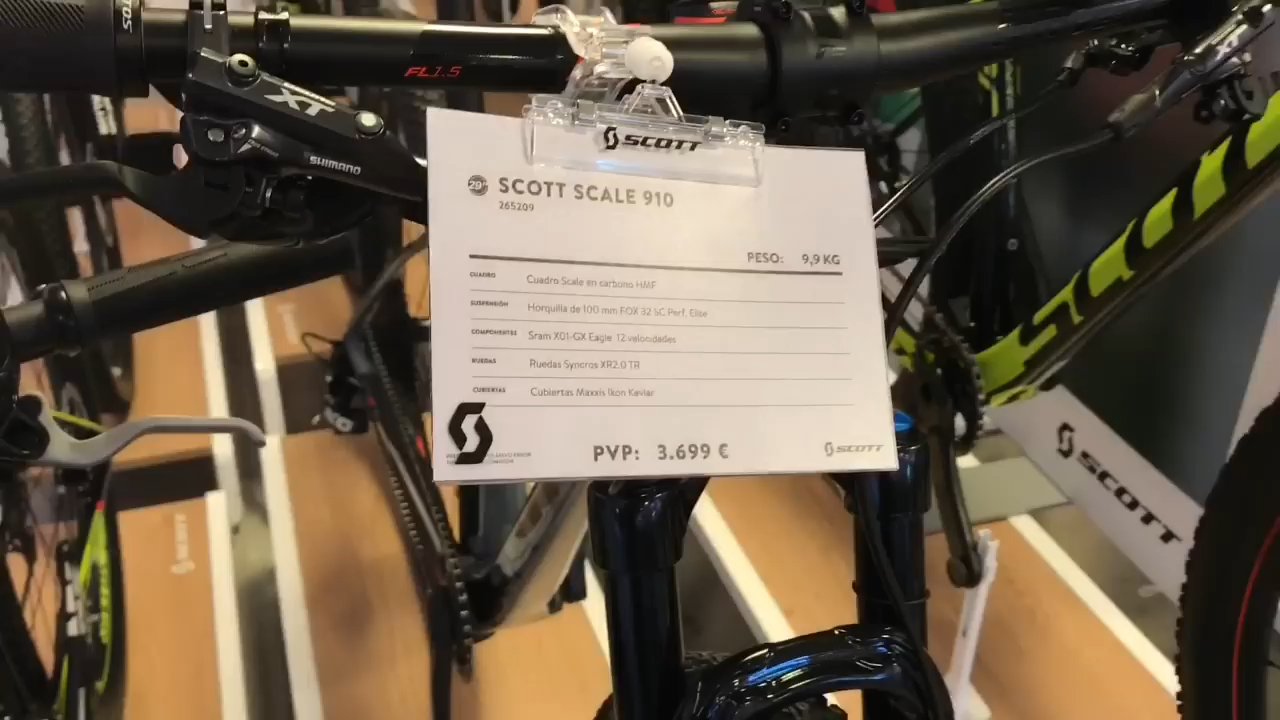 FL1.5
XT
SHIMANO
SCOTT
29"
SCOTT SCALE 910
265209
PESO: 9,9 KG
CUADRO Cuadro Scale en carbono HMF
SUSPENSIÓN Horquilla de 100 mm FOX 32 SC Perf. Elite
COMPONENTES Sram X01-GX Eagle 12 velocidades
RUEDAS Ruedas Syncros XR2.0 TR
CUBIERTAS Cubiertas Maxxis Ikon Kevlar
PVP: 3.699 €
SCOTT
SCOTT
SCOTT
XT